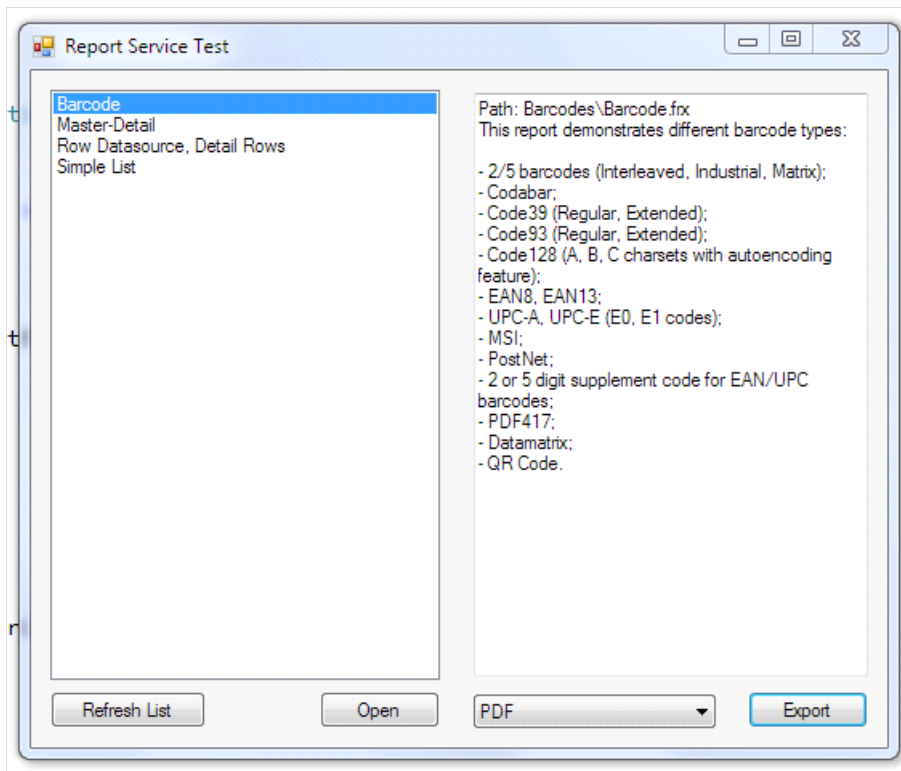 Report Service Test
t
t
r
Barcode
Master-Detail
Row Datasource, Detail Rows
Simple List
Path: Barcodes\Barcode.frx
This report demonstrates different barcode types:
- 2/5 barcodes (Interleaved, Industrial, Matrix);
- Codabar;
- Code39 (Regular, Extended);
- Code93 (Regular, Extended);
- Code128 (A, B, C charsets with autoencoding
feature);
- EAN8, EAN13;
- UPC-A, UPC-E (E0, E1 codes);
- MSI;
- PostNet;
- 2 or 5 digit supplement code for EAN/UPC
barcodes;
- PDF417;
- Datamatrix;
- QR Code.
Refresh List
Open
PDF
Export